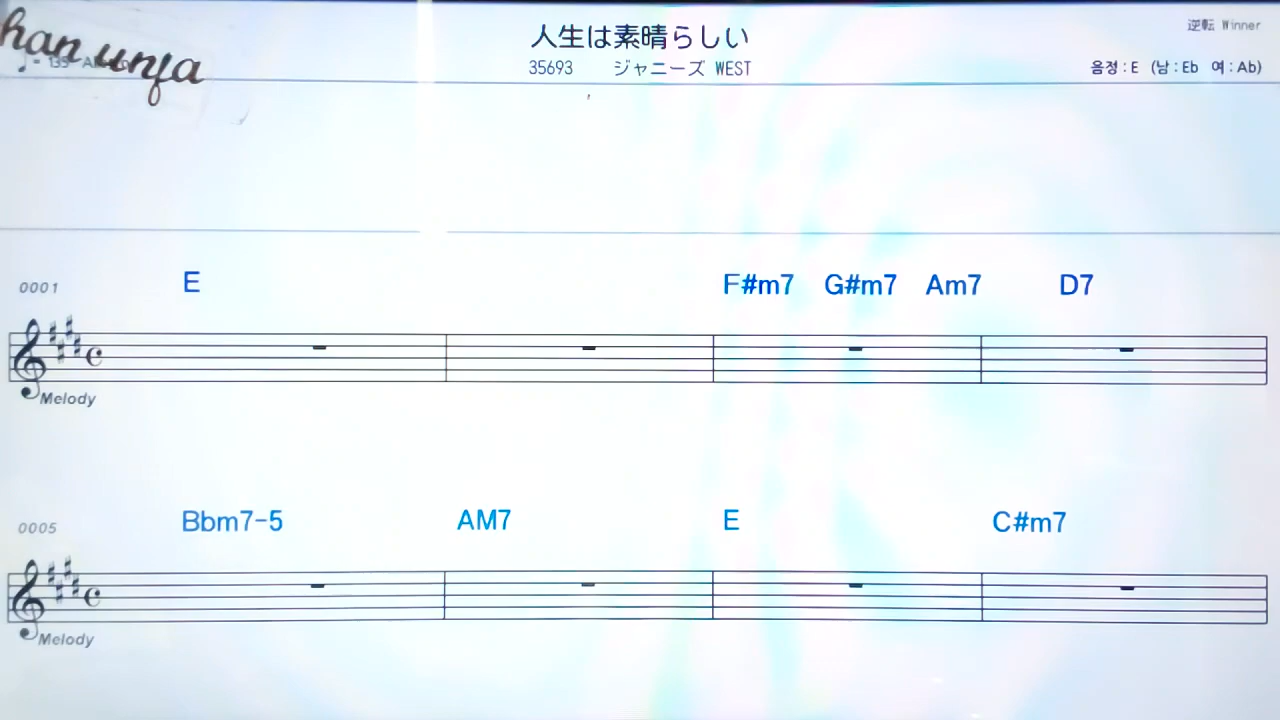 han unfa
人生は素晴らしい
逆転 Winner
35693 ジャニーズ WEST
음정:E (남:Eb 여:Ab)
0001 E F#m7 G#m7 Am7 D7
Melody
0005 Bbm7-5 AM7 E C#m7
Melody